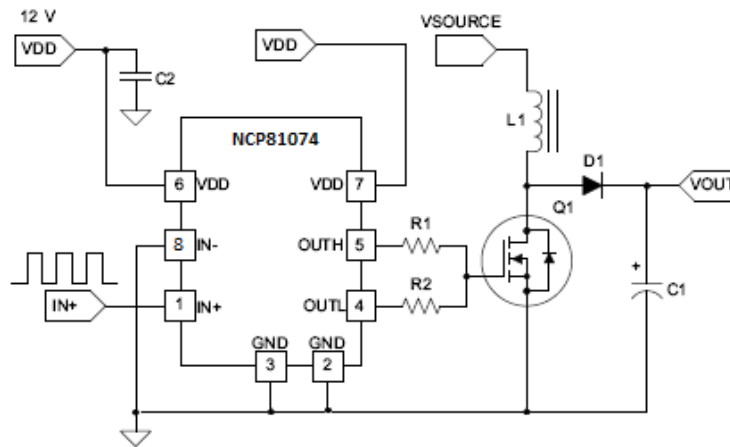 12 V
VDD
C2
VDD
VSOURCE
L1
NCP81074
6 VDD
VDD 7
D1
VOUT
Q1
8 IN-
OUTH 5
R1
IN+
1 IN+
OUTL 4
R2
+
C1
GND
GND
3
2